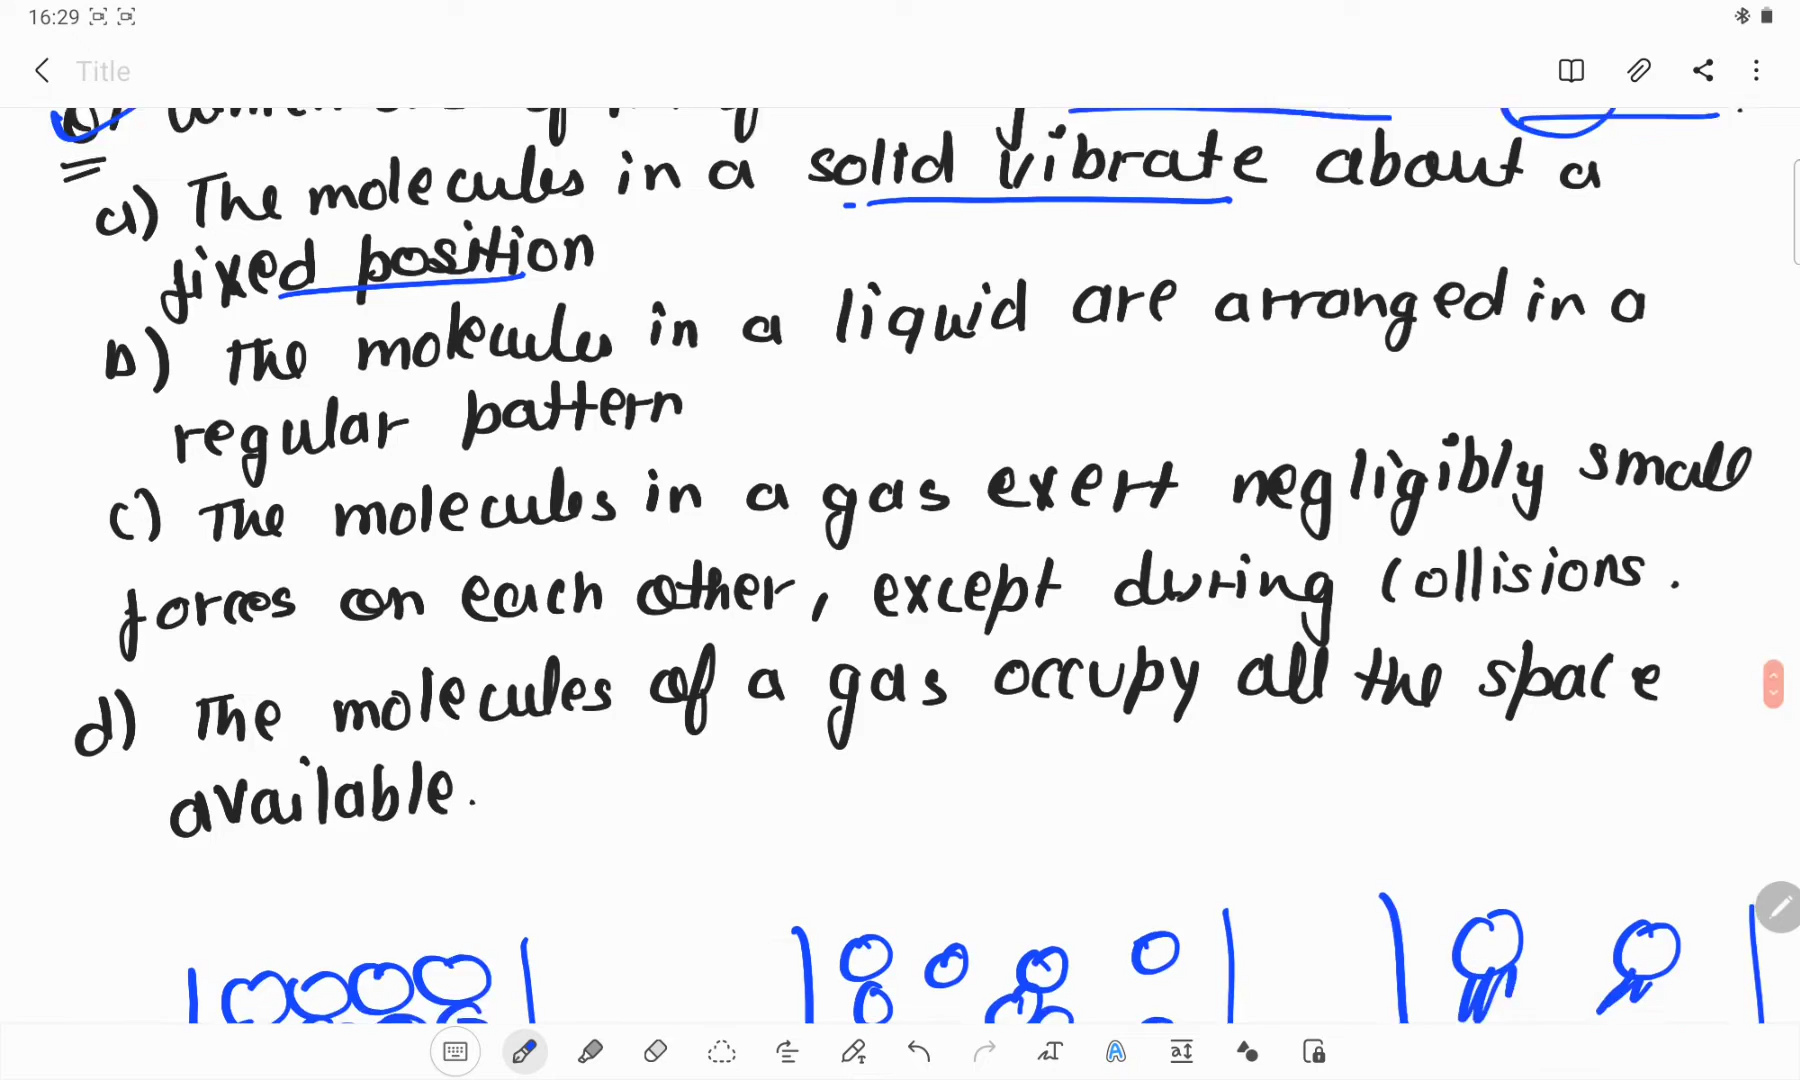 16:29
Title
a) The molecules in a solid vibrate about a
fixed position
b) The molecules in a liquid are arranged in a
regular pattern
c) The molecules in a gas exert negligibly small
forces on each other, except during collisions.
d) The molecules of a gas occupy all the space
available.